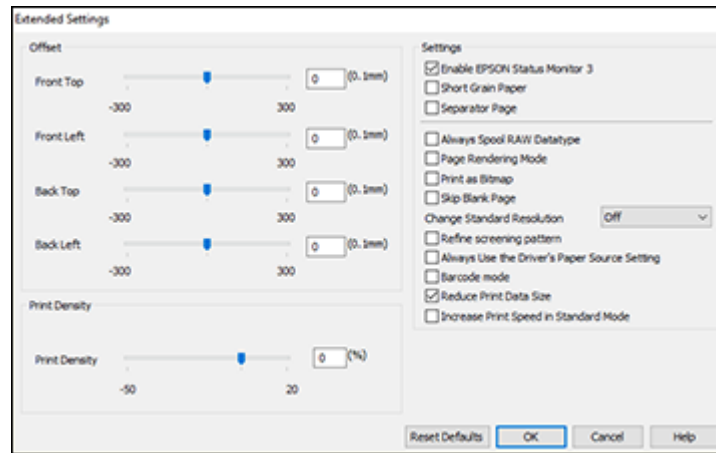 Extended Settings
Offset
Front Top
0
(0.1mm)
-300
300
Front Left
0
(0.1mm)
-300
300
Back Top
0
(0.1mm)
-300
300
Back Left
0
(0.1mm)
-300
300
Print Density
Print Density
0
(%)
-50
20
Settings
Enable EPSON Status Monitor 3
Short Grain Paper
Separator Page
Always Spool RAW Datatype
Page Rendering Mode
Print as Bitmap
Skip Blank Page
Change Standard Resolution
Off
Refine screening pattern
Always Use the Driver's Paper Source Setting
Barcode mode
Reduce Print Data Size
Increase Print Speed in Standard Mode
Reset Defaults
OK
Cancel
Help